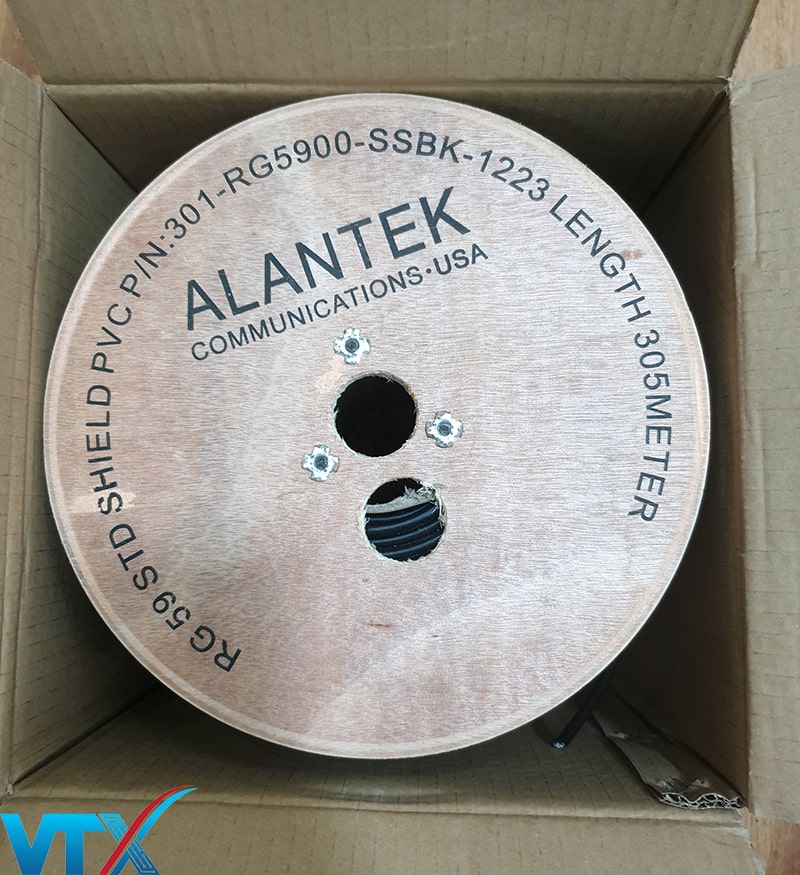 RG 59 STD SHIELD PVC P/N:301-RG5900-SSBK-1223 LENGTH 305METER
ALANTEK
COMMUNICATIONS·USA
VTX